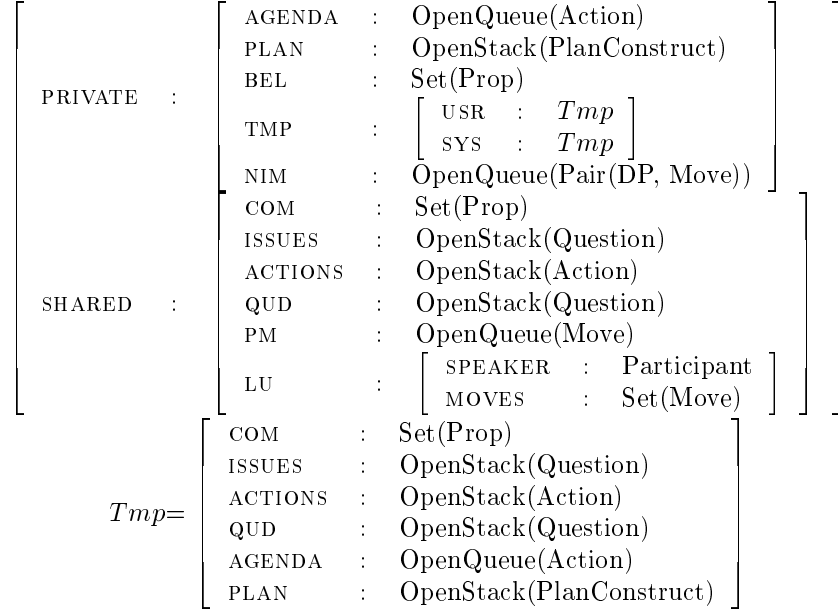 AGENDA : OpenQueue(Action)
PLAN : OpenStack(PlanConstruct)
BEL : Set(Prop)
PRIVATE :
TMP : [ USR : Tmp
SYS : Tmp ]
NIM : OpenQueue(Pair(DP, Move))
COM : Set(Prop)
ISSUES : OpenStack(Question)
ACTIONS : OpenStack(Action)
SHARED : QUD : OpenStack(Question)
PM : OpenQueue(Move)
LU : [ SPEAKER : Participant
MOVES : Set(Move) ]
COM : Set(Prop)
ISSUES : OpenStack(Question)
ACTIONS : OpenStack(Action)
Tmp=
QUD : OpenStack(Question)
AGENDA : OpenQueue(Action)
PLAN : OpenStack(PlanConstruct)